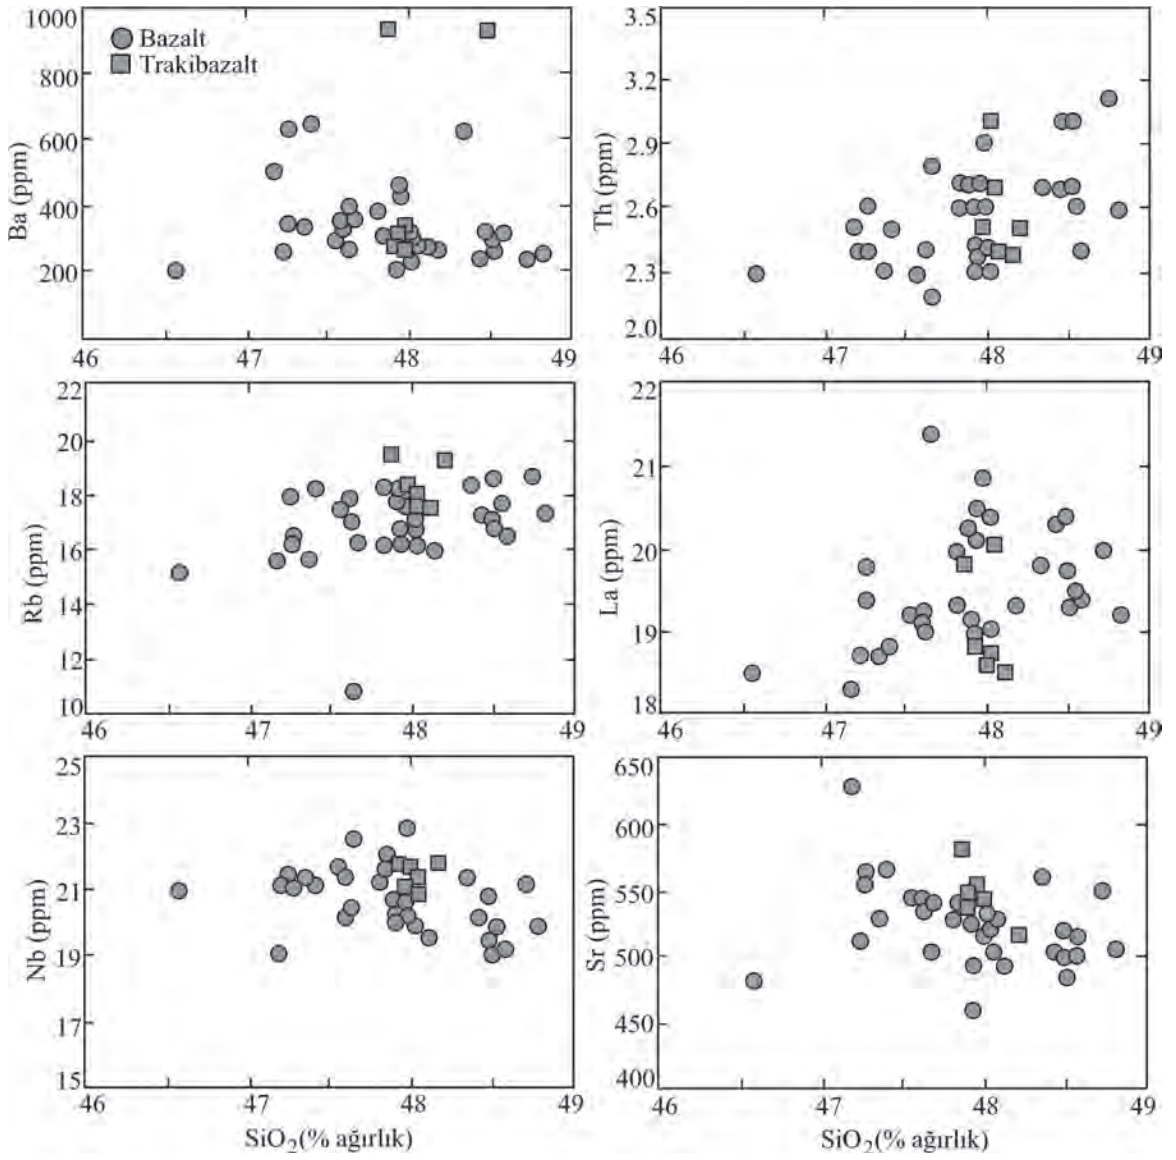 1000
800
600
400
200
Ba (ppm)
Bazalt
Trakibazalt
46 47 48 49
3.5
3.2
2.9
2.6
2.3
2.0
Th (ppm)
46 47 48 49
22
20
18
16
14
12
10
Rb (ppm)
46 47 48 49
22
21
20
19
18
La (ppm)
46 47 48 49
25
23
21
19
17
15
Nb (ppm)
46 47 48 49
SiO2(% ağırlık)
650
600
550
500
450
400
Sr (ppm)
46 47 48 49
SiO2(% ağırlık)